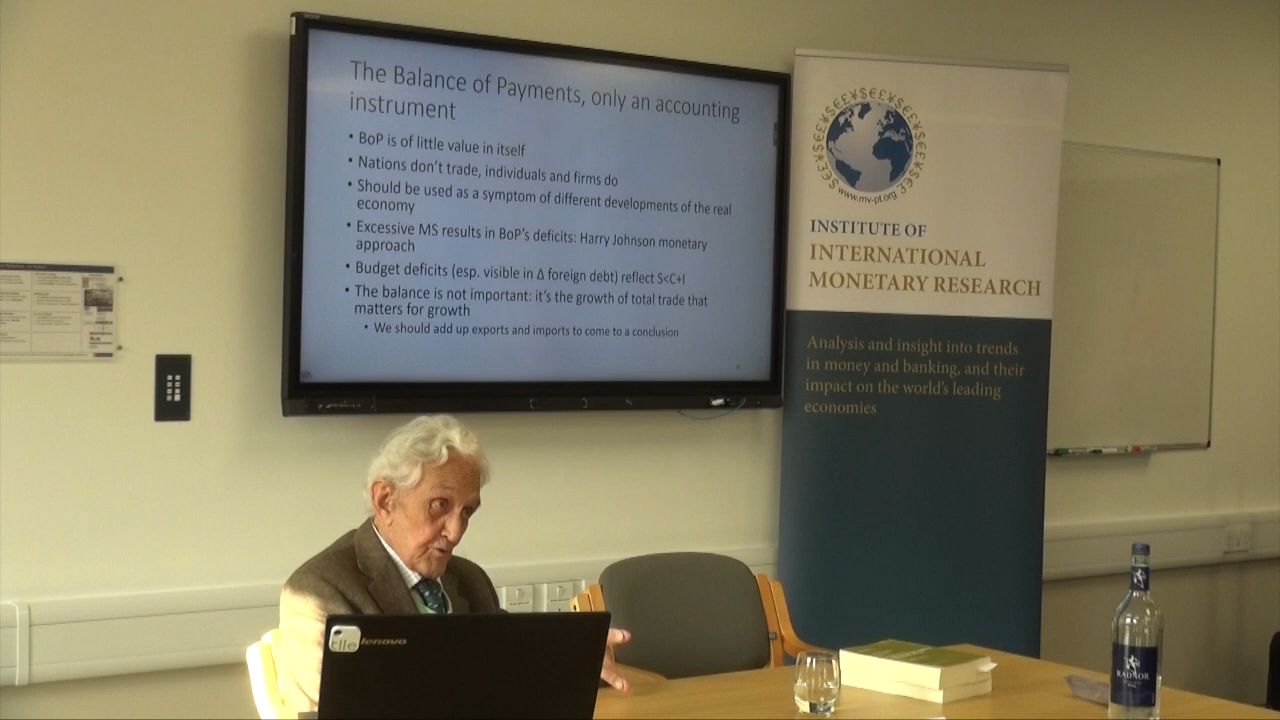 The Balance of Payments, only an accounting
instrument
• BoP is of little value in itself
• Nations don't trade, individuals and firms do
• Should be used as a symptom of different developments of the real
economy
• Excessive MS results in BoP's deficits: Harry Johnson monetary
approach
• Budget deficits (esp. visible in Δ foreign debt) reflect S<C+I
• The balance is not important: it's the growth of total trade that
matters for growth
• We should add up exports and imports to come to a conclusion
www.mv-pt.org
INSTITUTE OF
INTERNATIONAL
MONETARY RESEARCH
Analysis and insight into trends
in money and banking, and their
impact on the world's leading
economies
lenovo
RADNOR